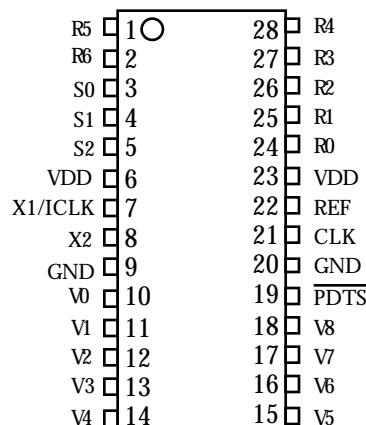 R5 1 28 R4
R6 2 27 R3
S0 3 26 R2
S1 4 25 R1
S2 5 24 R0
VDD 6 23 VDD
X1/ICLK 7 22 REF
X2 8 21 CLK
GND 9 20 GND
V0 10 19 PDTS
V1 11 18 V8
V2 12 17 V7
V3 13 16 V6
V4 14 15 V5